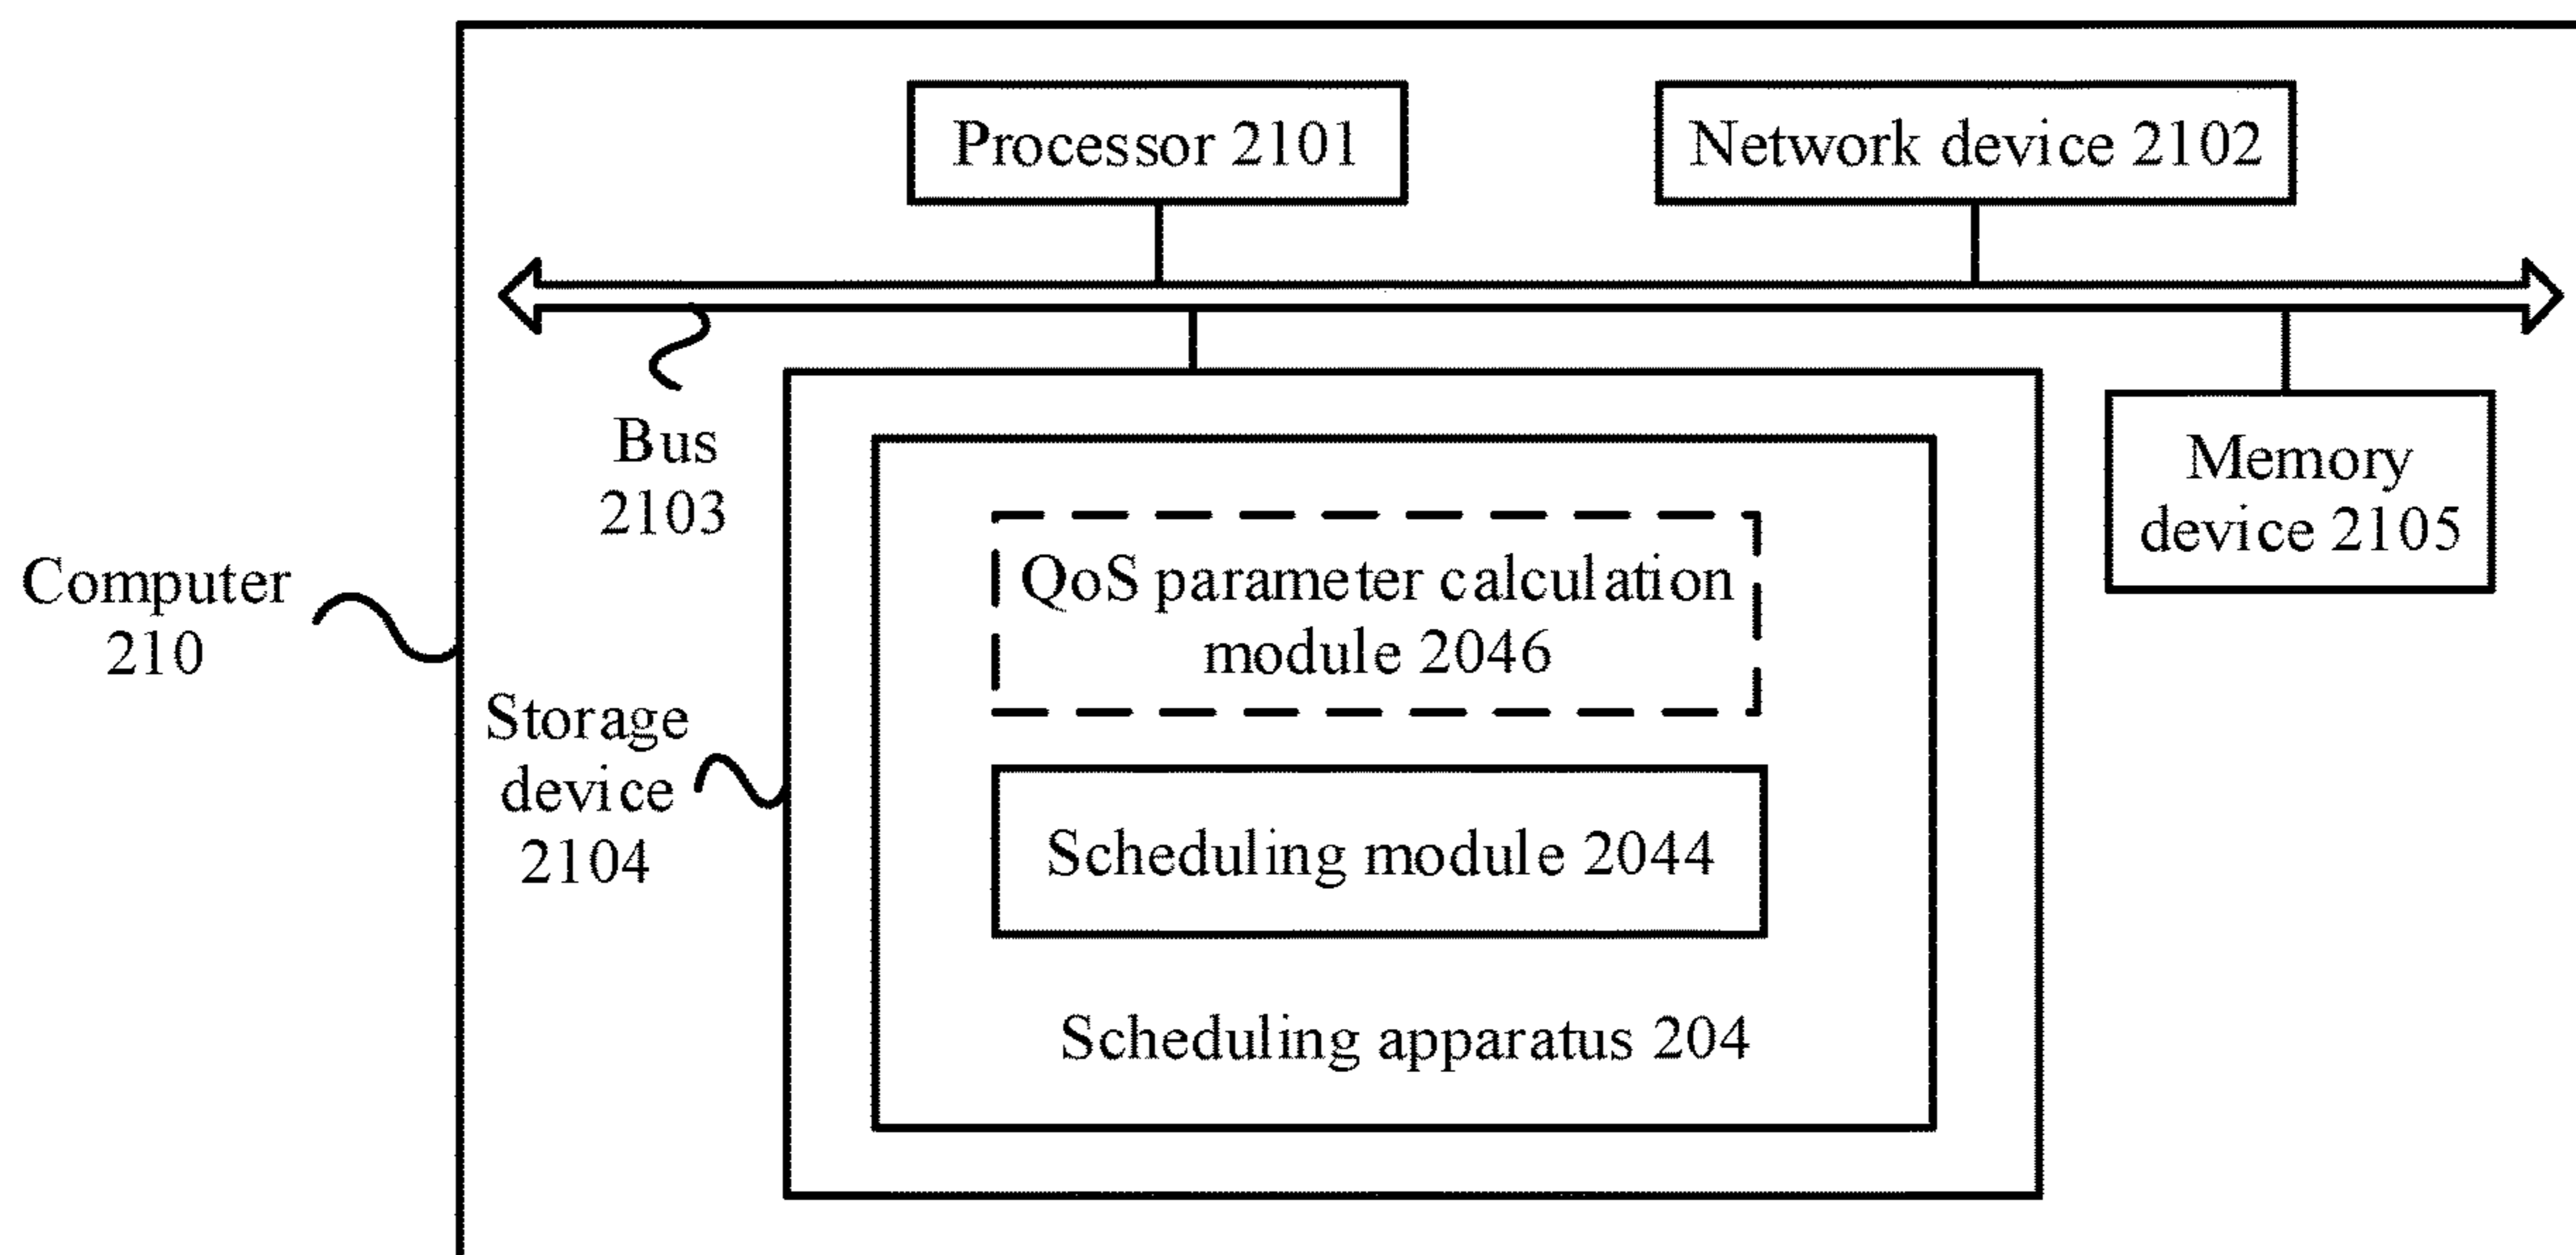 Processor 2101
Network device 2102
Bus
2103
Memory
device 2105
QoS parameter calculation
module 2046
Computer
210
Storage
device
2104
Scheduling module 2044
Scheduling apparatus 204